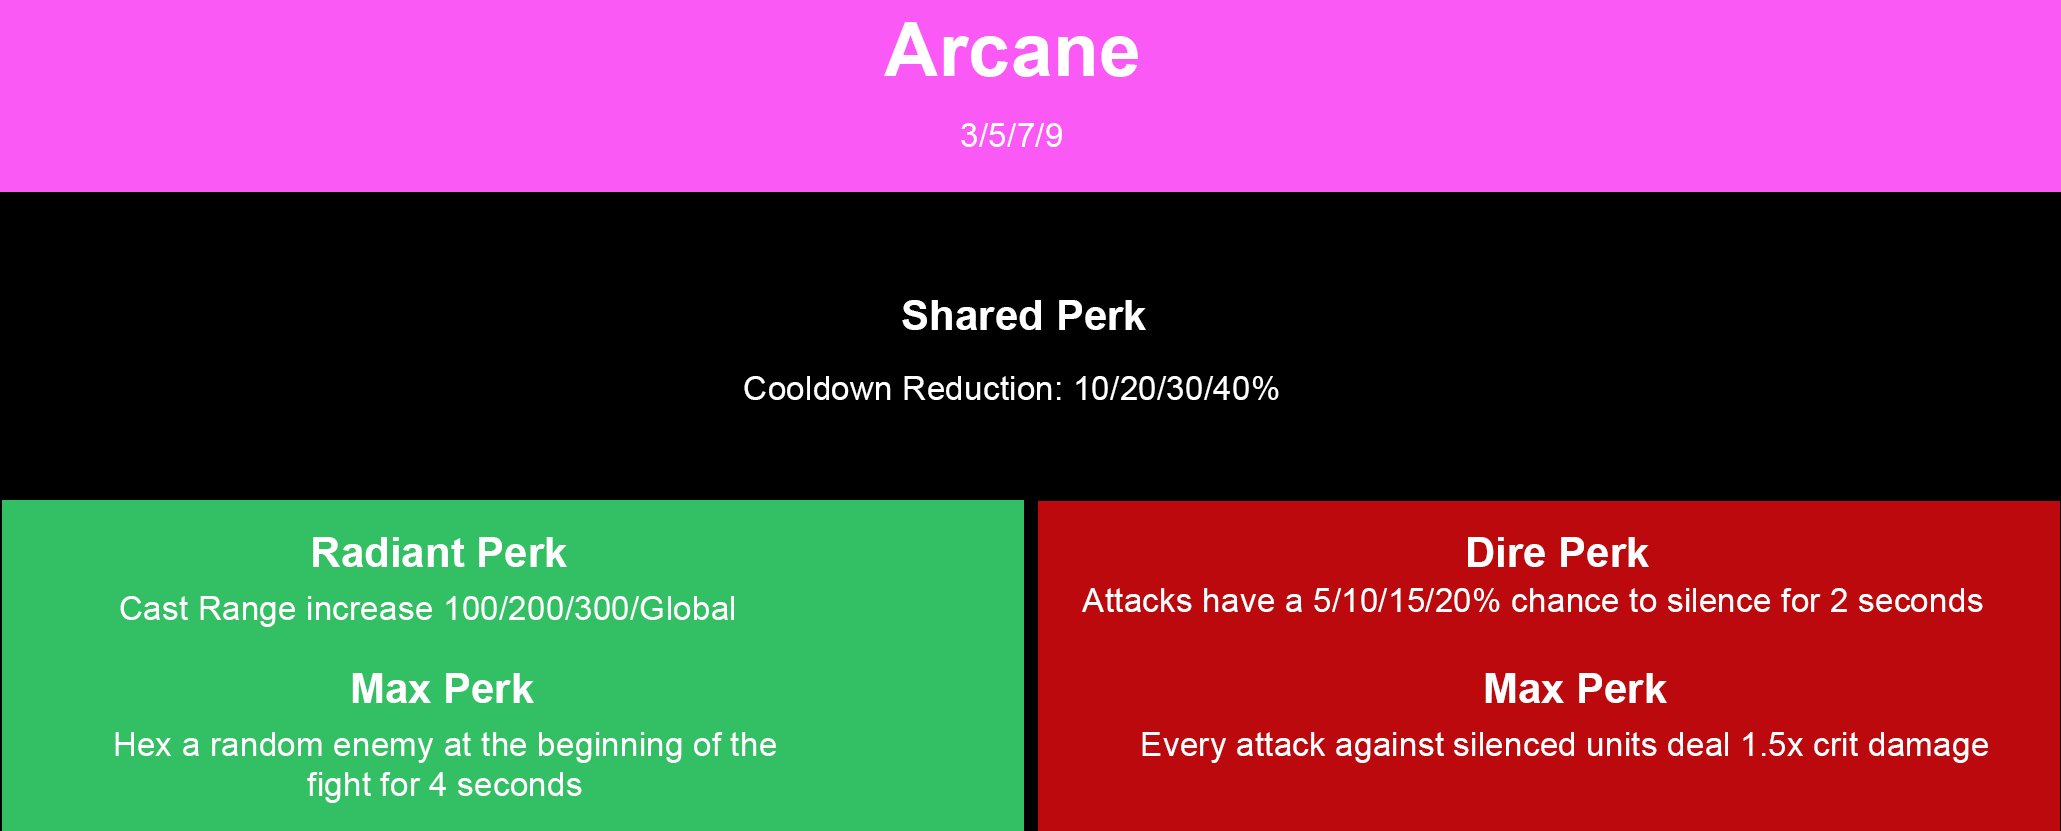 Arcane
3/5/7/9
Shared Perk
Cooldown Reduction: 10/20/30/40%
Radiant Perk
Cast Range increase 100/200/300/Global
Max Perk
Hex a random enemy at the beginning of the
fight for 4 seconds
Dire Perk
Attacks have a 5/10/15/20% chance to silence for 2 seconds
Max Perk
Every attack against silenced units deal 1.5x crit damage